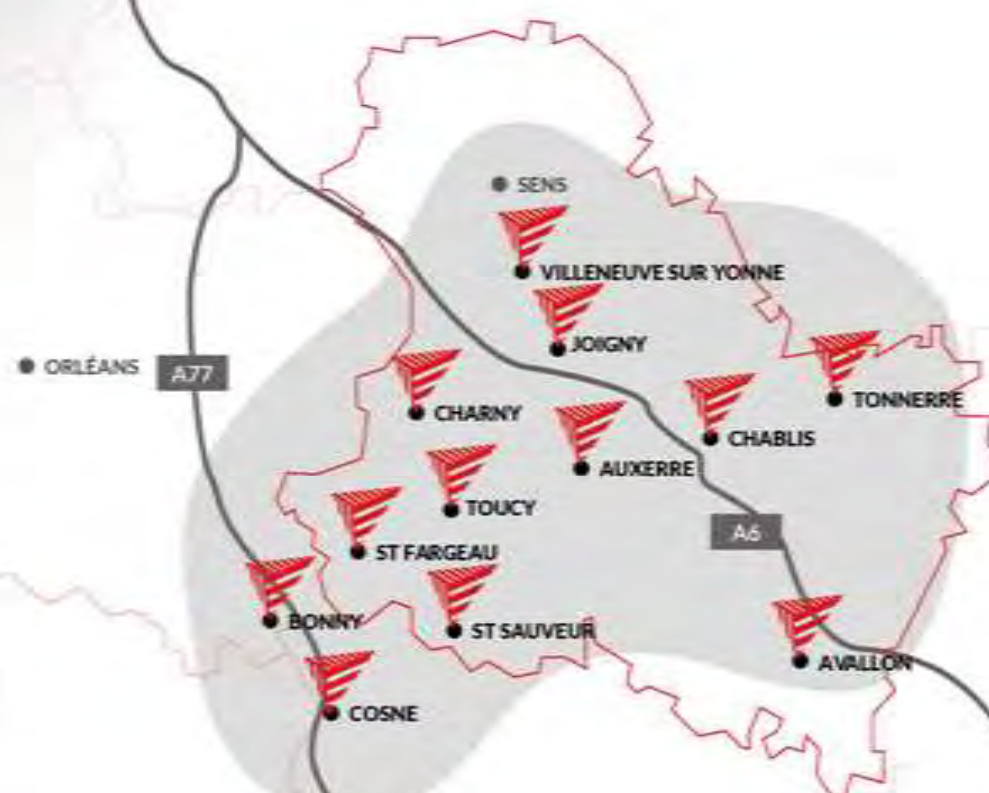 SENS
VILLENEUVE SUR YONNE
JOIGNY
ORLÉANS
A77
TONNERRE
CHARNY
CHABLIS
AUXERRE
TOUCY
A6
ST FARGEAU
BONNY
ST SAUVEUR
AVALLON
COSNE